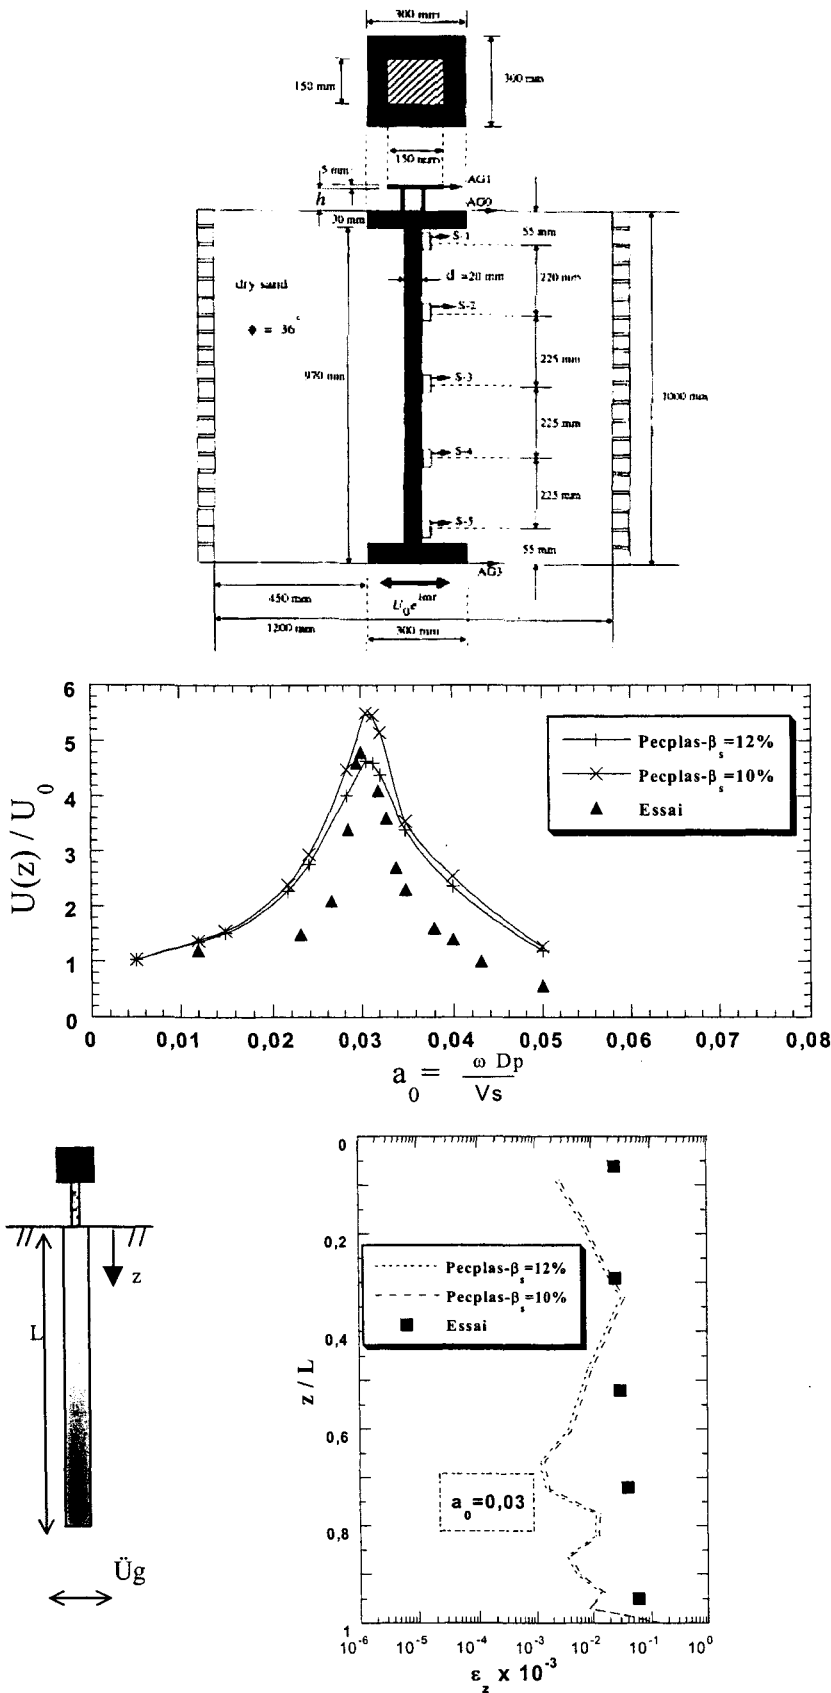 300 mm
150 mm
300 mm
150 mm
5 mm
AG1
h
AG0
30 mm
S-1
55 mm
dry sand
d =20 mm
220 mm
S-2
ϕ = 36°
970 mm
S-3
225 mm
1000 mm
225 mm
S-4
225 mm
S-5
55 mm
AG3
450 mm
1200 mm
300 mm
6
5
4
3
2
1
0
U(z) / U₀
Pecplas-βₛ=12%
Pecplas-βₛ=10%
Essai
0 0,01 0,02 0,03 0,04 0,05 0,06 0,07 0,08
a₀ = ω Dp / Vs
z
L
Üg
0
0,2
0,4
0,6
0,8
1
z / L
Pecplas-βₛ=12%
Pecplas-βₛ=10%
Essai
a₀=0,03
10⁻⁶ 10⁻⁵ 10⁻⁴ 10⁻³ 10⁻² 10⁻¹ 10⁰
ε_z x 10⁻³